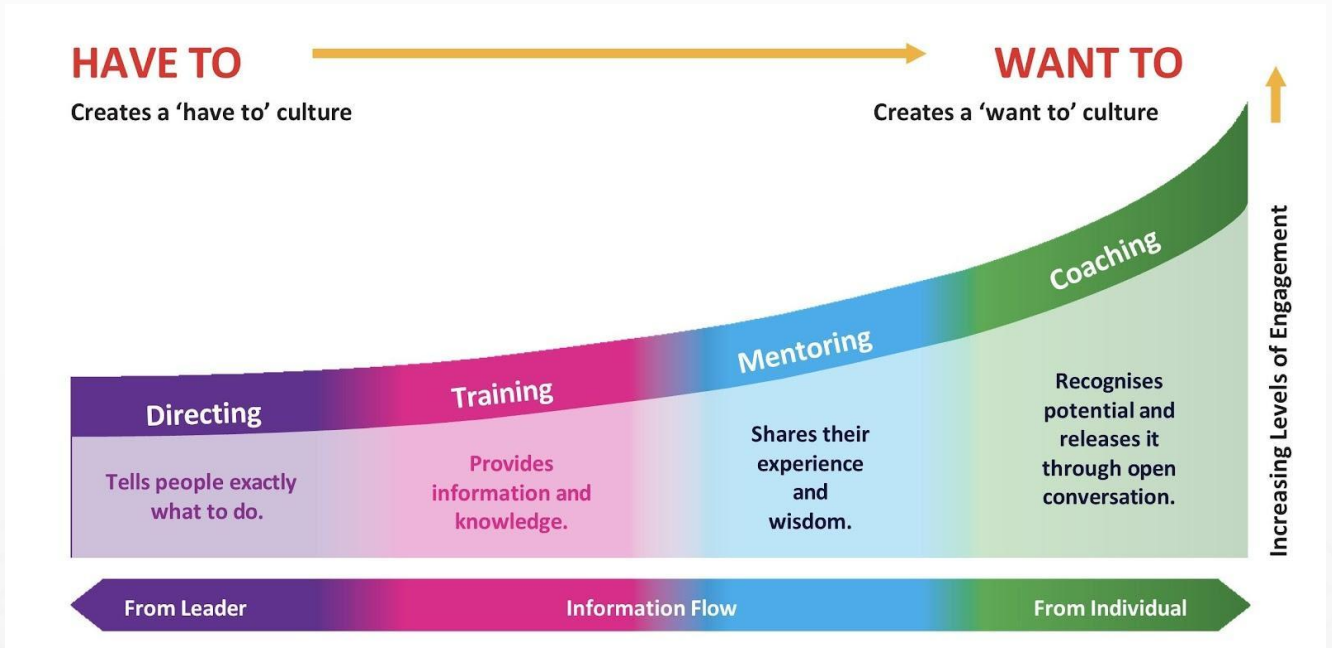 HAVE TO
WANT TO
Creates a ‘have to’ culture
Creates a ‘want to’ culture
Directing
Training
Mentoring
Coaching
Tells people exactly
what to do.
Provides
information and
knowledge.
Shares their
experience
and
wisdom.
Recognises
potential and
releases it
through open
conversation.
Increasing Levels of Engagement
From Leader
Information Flow
From Individual